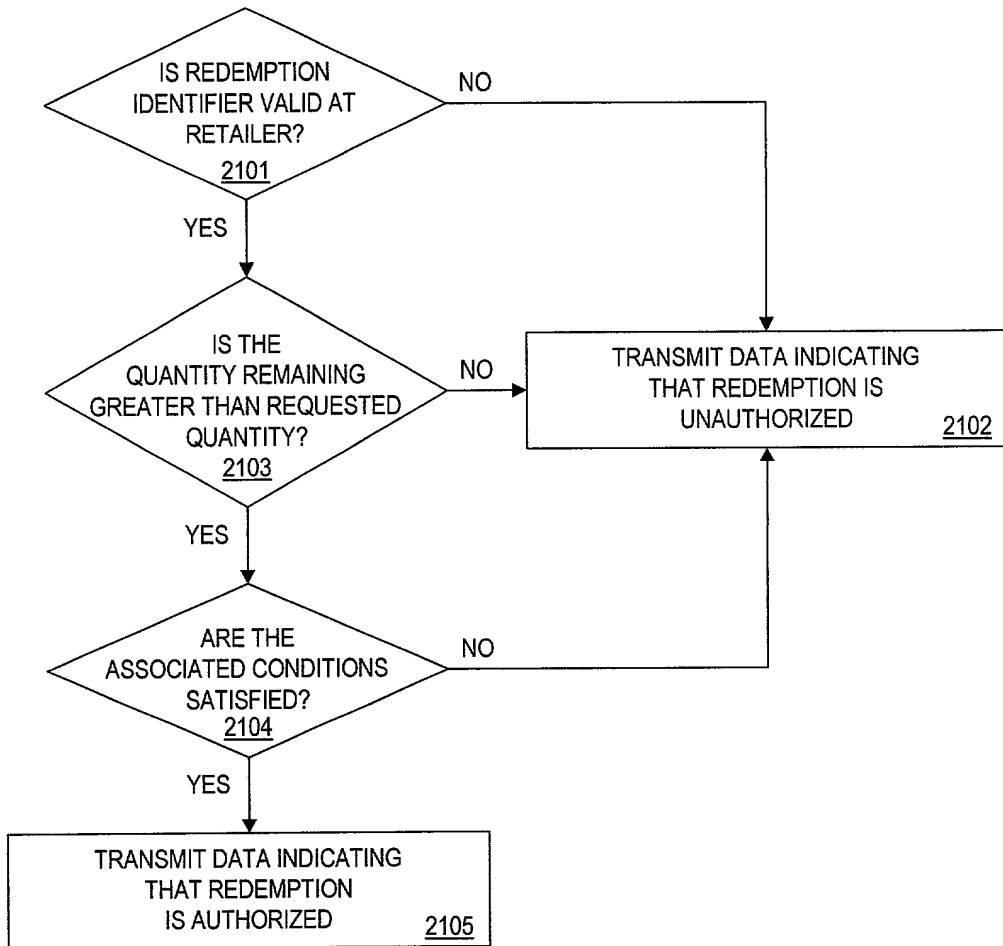 IS REDEMPTION
IDENTIFIER VALID AT
RETAILER?
2101
NO
YES
IS THE
QUANTITY REMAINING
GREATER THAN REQUESTED
QUANTITY?
2103
NO
TRANSMIT DATA INDICATING
THAT REDEMPTION IS
UNAUTHORIZED
2102
YES
ARE THE
ASSOCIATED CONDITIONS
SATISFIED?
2104
NO
YES
TRANSMIT DATA INDICATING
THAT REDEMPTION
IS AUTHORIZED
2105